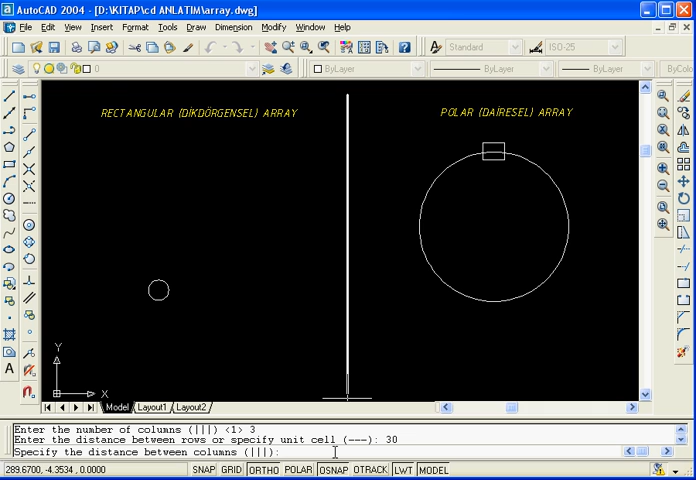 AutoCAD 2004 - [D:\KITAP\cd ANLATIM\array.dwg]
File Edit View Insert Format Tools Draw Dimension Modify Window Help
Standard ISO-25
0 ByLayer ByLayer ByLayer ByColo
RECTANGULAR (DİKDÖRGENSEL) ARRAY
POLAR (DAİRESEL) ARRAY
Y
X
Model Layout1 Layout2
Enter the number of columns (|||) <1> 3
Enter the distance between rows or specify unit cell (---): 30
Specify the distance between columns (|||):
289.6700, -4.3534 , 0.0000 SNAP GRID ORTHO POLAR OSNAP OTRACK LWT MODEL